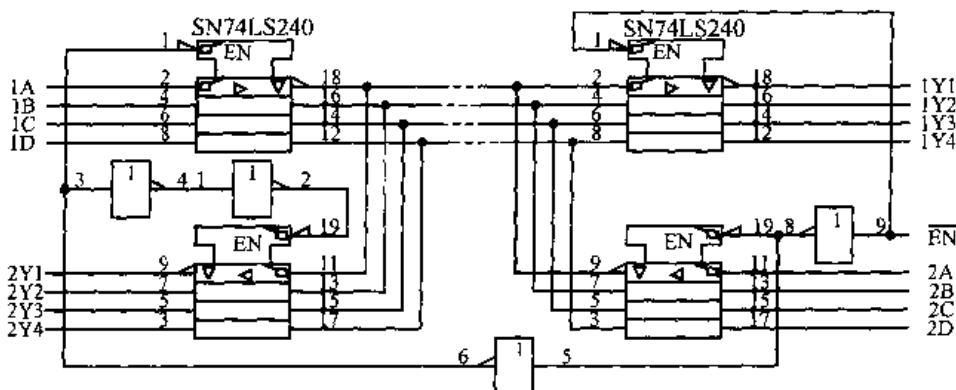 SN74LS240 SN74LS240
1 EN 1 EN
1A 2 18 2 18 1Y1
1B 4 16 4 16 1Y2
1C 6 14 6 14 1Y3
1D 8 12 8 12 1Y4
3 1 4 1 1 2
19 EN EN 19 8 1 9 EN
2Y1 9 11 9 11 2A
2Y2 7 13 7 13 2B
2Y3 5 15 5 15 2C
2Y4 3 17 3 17 2D
6 1 5